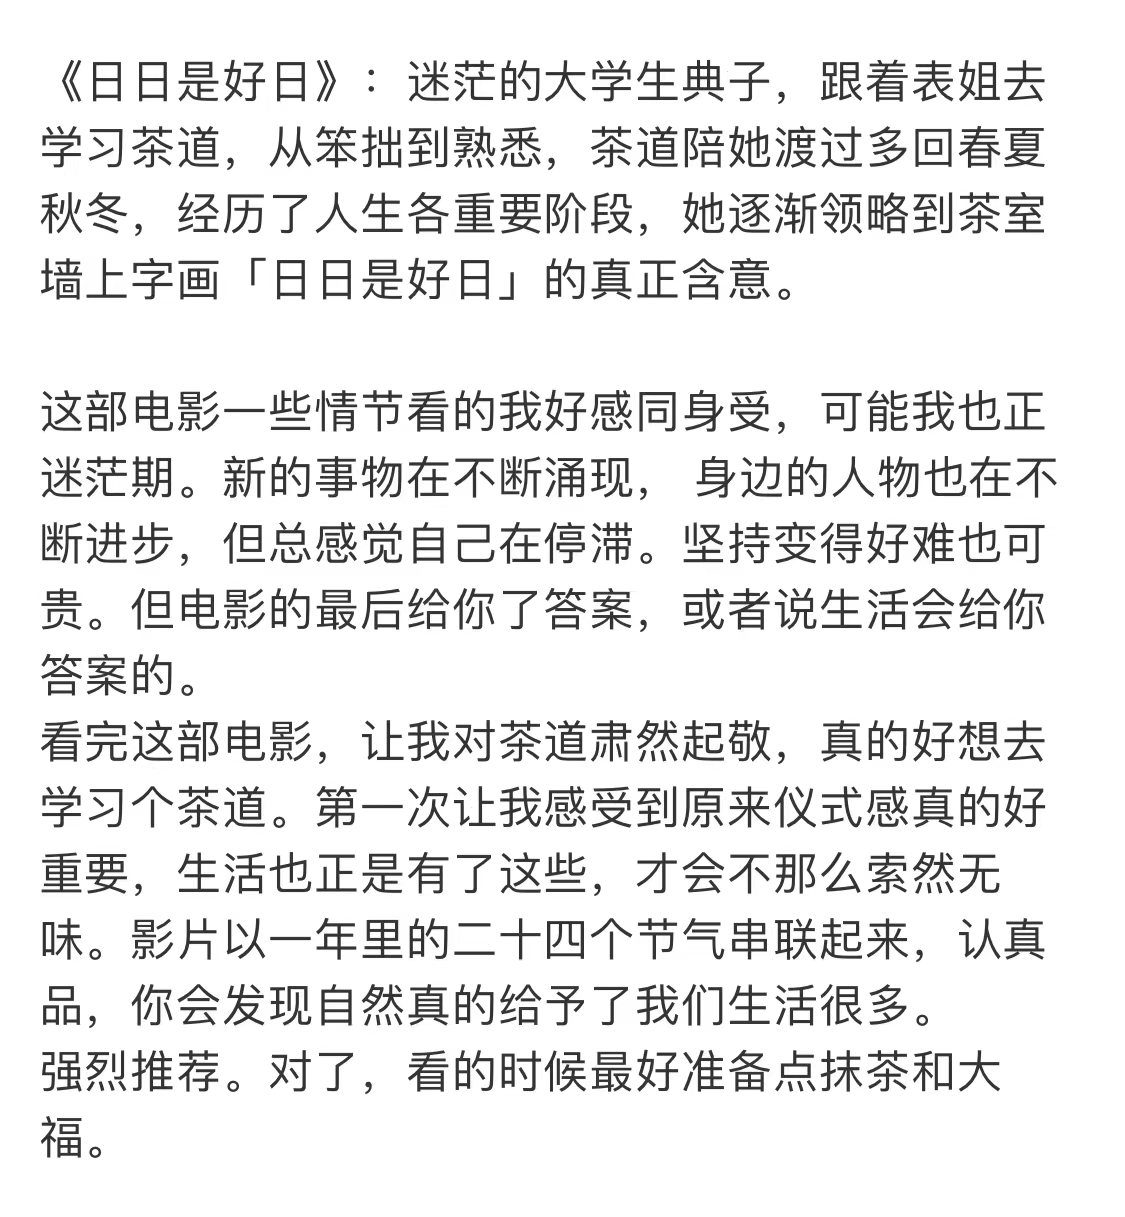 《日日是好日》：迷茫的大学生典子，跟着表姐去
学习茶道，从笨拙到熟悉，茶道陪她渡过多回春夏
秋冬，经历了人生各重要阶段，她逐渐领略到茶室
墙上字画「日日是好日」的真正含意。
这部电影一些情节看的我好感同身受，可能我也正
迷茫期。新的事物在不断涌现， 身边的人物也在不
断进步，但总感觉自己在停滞。坚持变得好难也可
贵。但电影的最后给你了答案，或者说生活会给你
答案的。
看完这部电影，让我对茶道肃然起敬，真的好想去
学习个茶道。第一次让我感受到原来仪式感真的好
重要，生活也正是有了这些，才会不那么索然无
味。影片以一年里的二十四个节气串联起来，认真
品，你会发现自然真的给予了我们生活很多。
强烈推荐。对了，看的时候最好准备点抹茶和大
福。